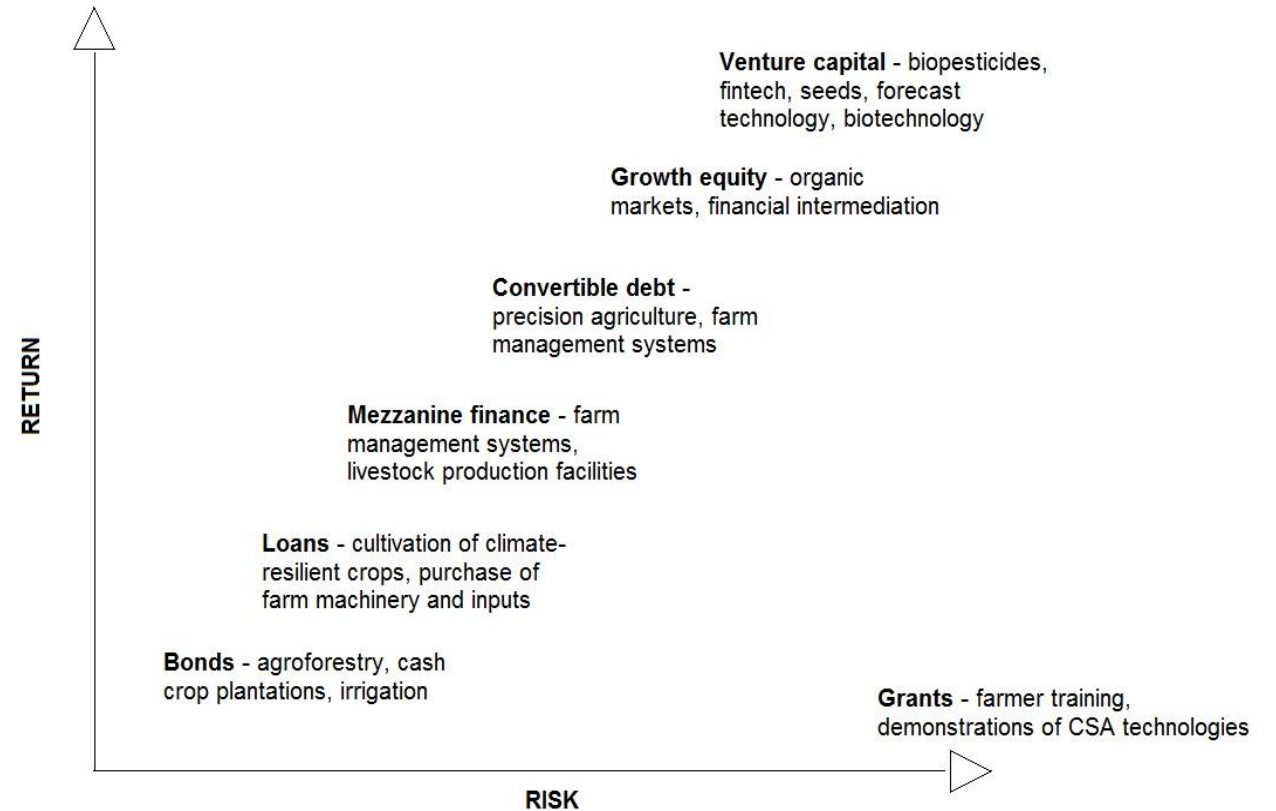 Venture capital - biopesticides,
fintech, seeds, forecast
technology, biotechnology
Growth equity - organic
markets, financial intermediation
Convertible debt -
precision agriculture, farm
management systems
RETURN
Mezzanine finance - farm
management systems,
livestock production facilities
Loans - cultivation of climate-
resilient crops, purchase of
farm machinery and inputs
Bonds - agroforestry, cash
crop plantations, irrigation
Grants - farmer training,
demonstrations of CSA technologies
RISK